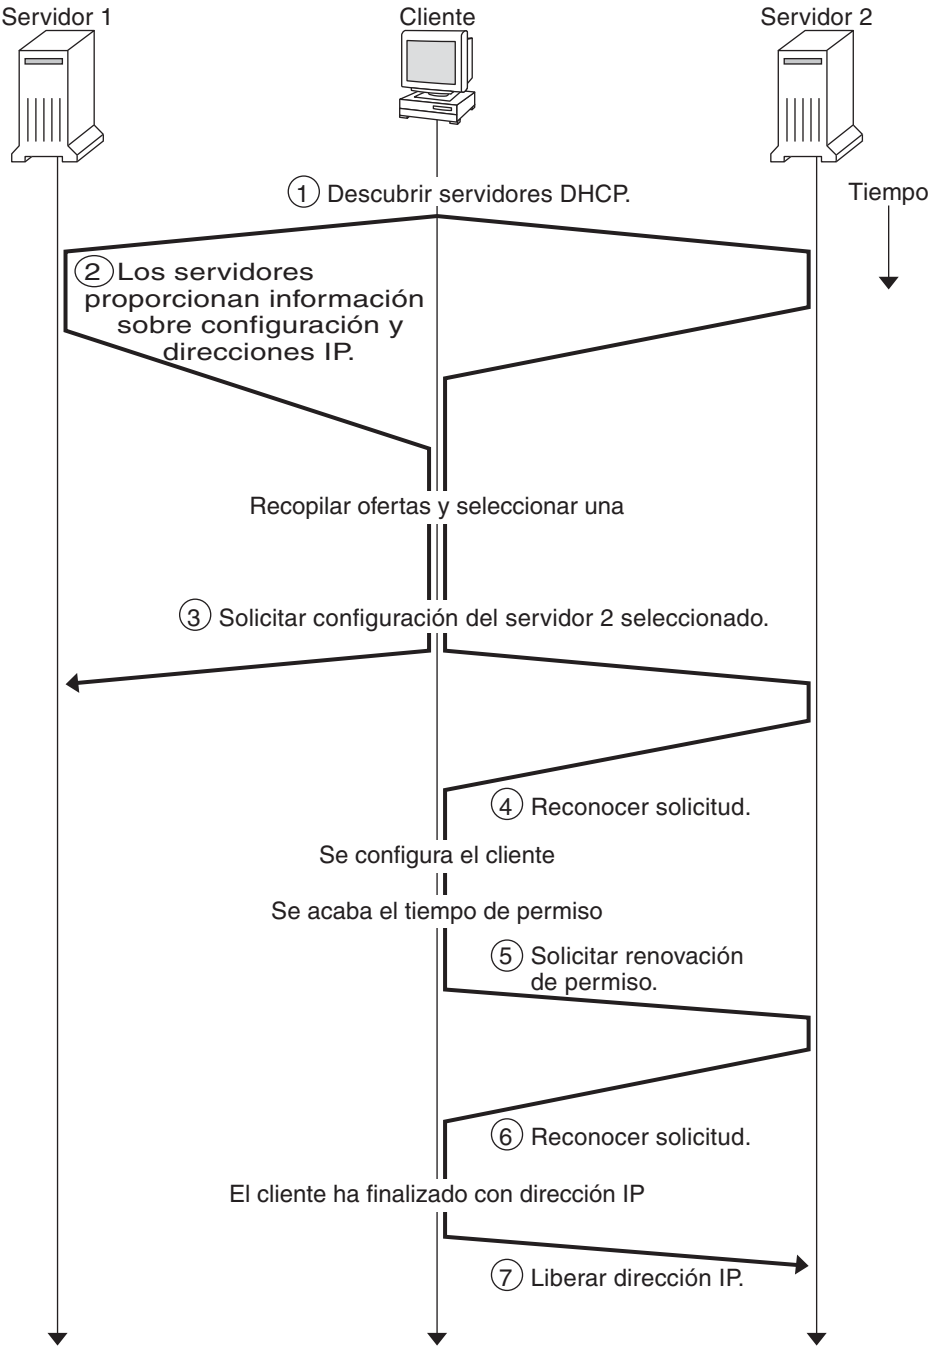 Servidor 1
Cliente
Servidor 2
1 Descubrir servidores DHCP.
Tiempo
2 Los servidores
proporcionan información
sobre configuración y
direcciones IP.
Recopilar ofertas y seleccionar una
3 Solicitar configuración del servidor 2 seleccionado.
4 Reconocer solicitud.
Se configura el cliente
Se acaba el tiempo de permiso
5 Solicitar renovación
de permiso.
6 Reconocer solicitud.
El cliente ha finalizado con dirección IP
7 Liberar dirección IP.